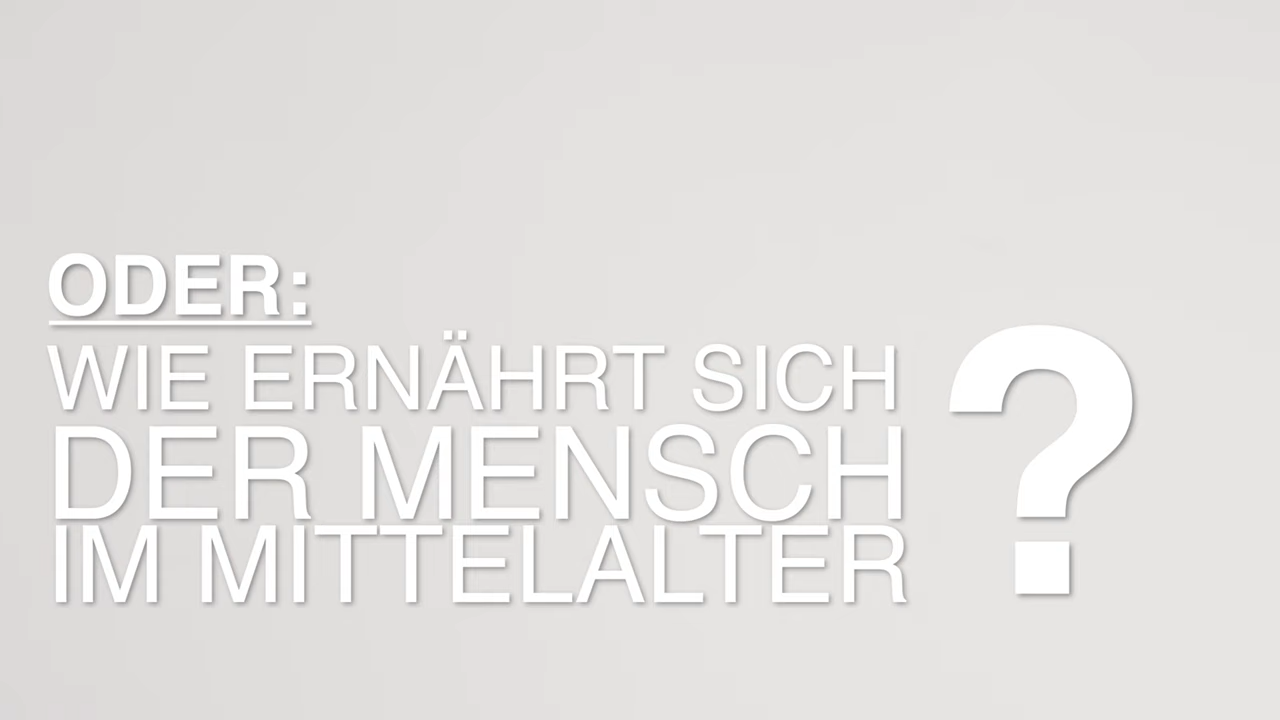 ODER:
WIE ERNÄHRT SICH
DER MENSCH
IM MITTELALTER
?